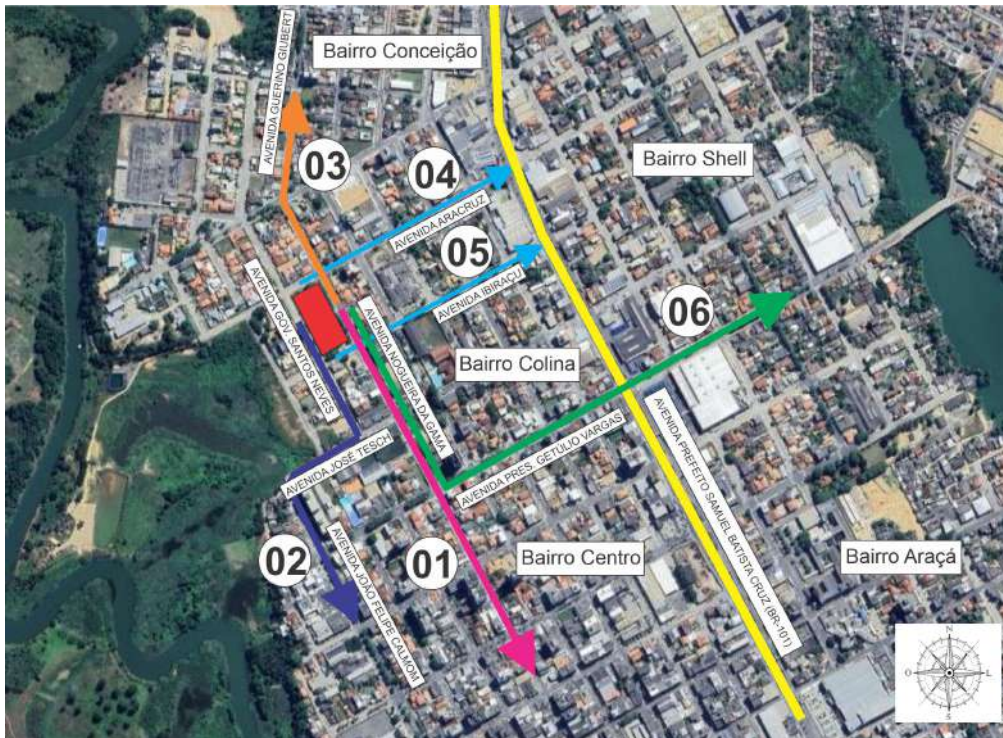 Bairro Conceição
AVENIDA GUERINO GIUBERT
03
Bairro Shell
04
AVENIDA ARACRUZ
05
AVENIDA IBIRAÇU
06
AVENIDA GOV. SANTOS NEVES
AVENIDA NOGUEIRA DA GAMA
Bairro Colina
AVENIDA JOSÉ TESCH
AVENIDA PRES. GETÚLIO VARGAS
AVENIDA PREFEITO SAMUEL BATISTA CRUZ (BR-101)
02
AVENIDA JOÃO FELIPE CALMOM
01
Bairro Centro
Bairro Araçá
N
O
L
S